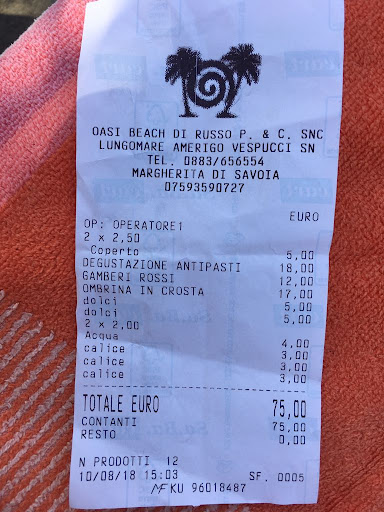 OASI BEACH DI RUSSO P. & C. SNC
LUNGOMARE AMERIGO VESPUCCI SN
TEL. 0883/656554
MARGHERITA DI SAVOIA
07593590727
EURO
OP: OPERATORE1
2 x 2,50
Coperto 5,00
DEGUSTAZIONE ANTIPASTI 18,00
GAMBERI ROSSI 12,00
OMBRINA IN CROSTA 17,00
dolci 5,00
dolci 5,00
2 x 2,00
Acqua 4,00
calice 3,00
calice 3,00
calice 3,00
TOTALE EURO 75,00
CONTANTI 75,00
RESTO 0,00
N PRODOTTI 12
10/08/18 15:03 SF. 0005
MF KU 96018487